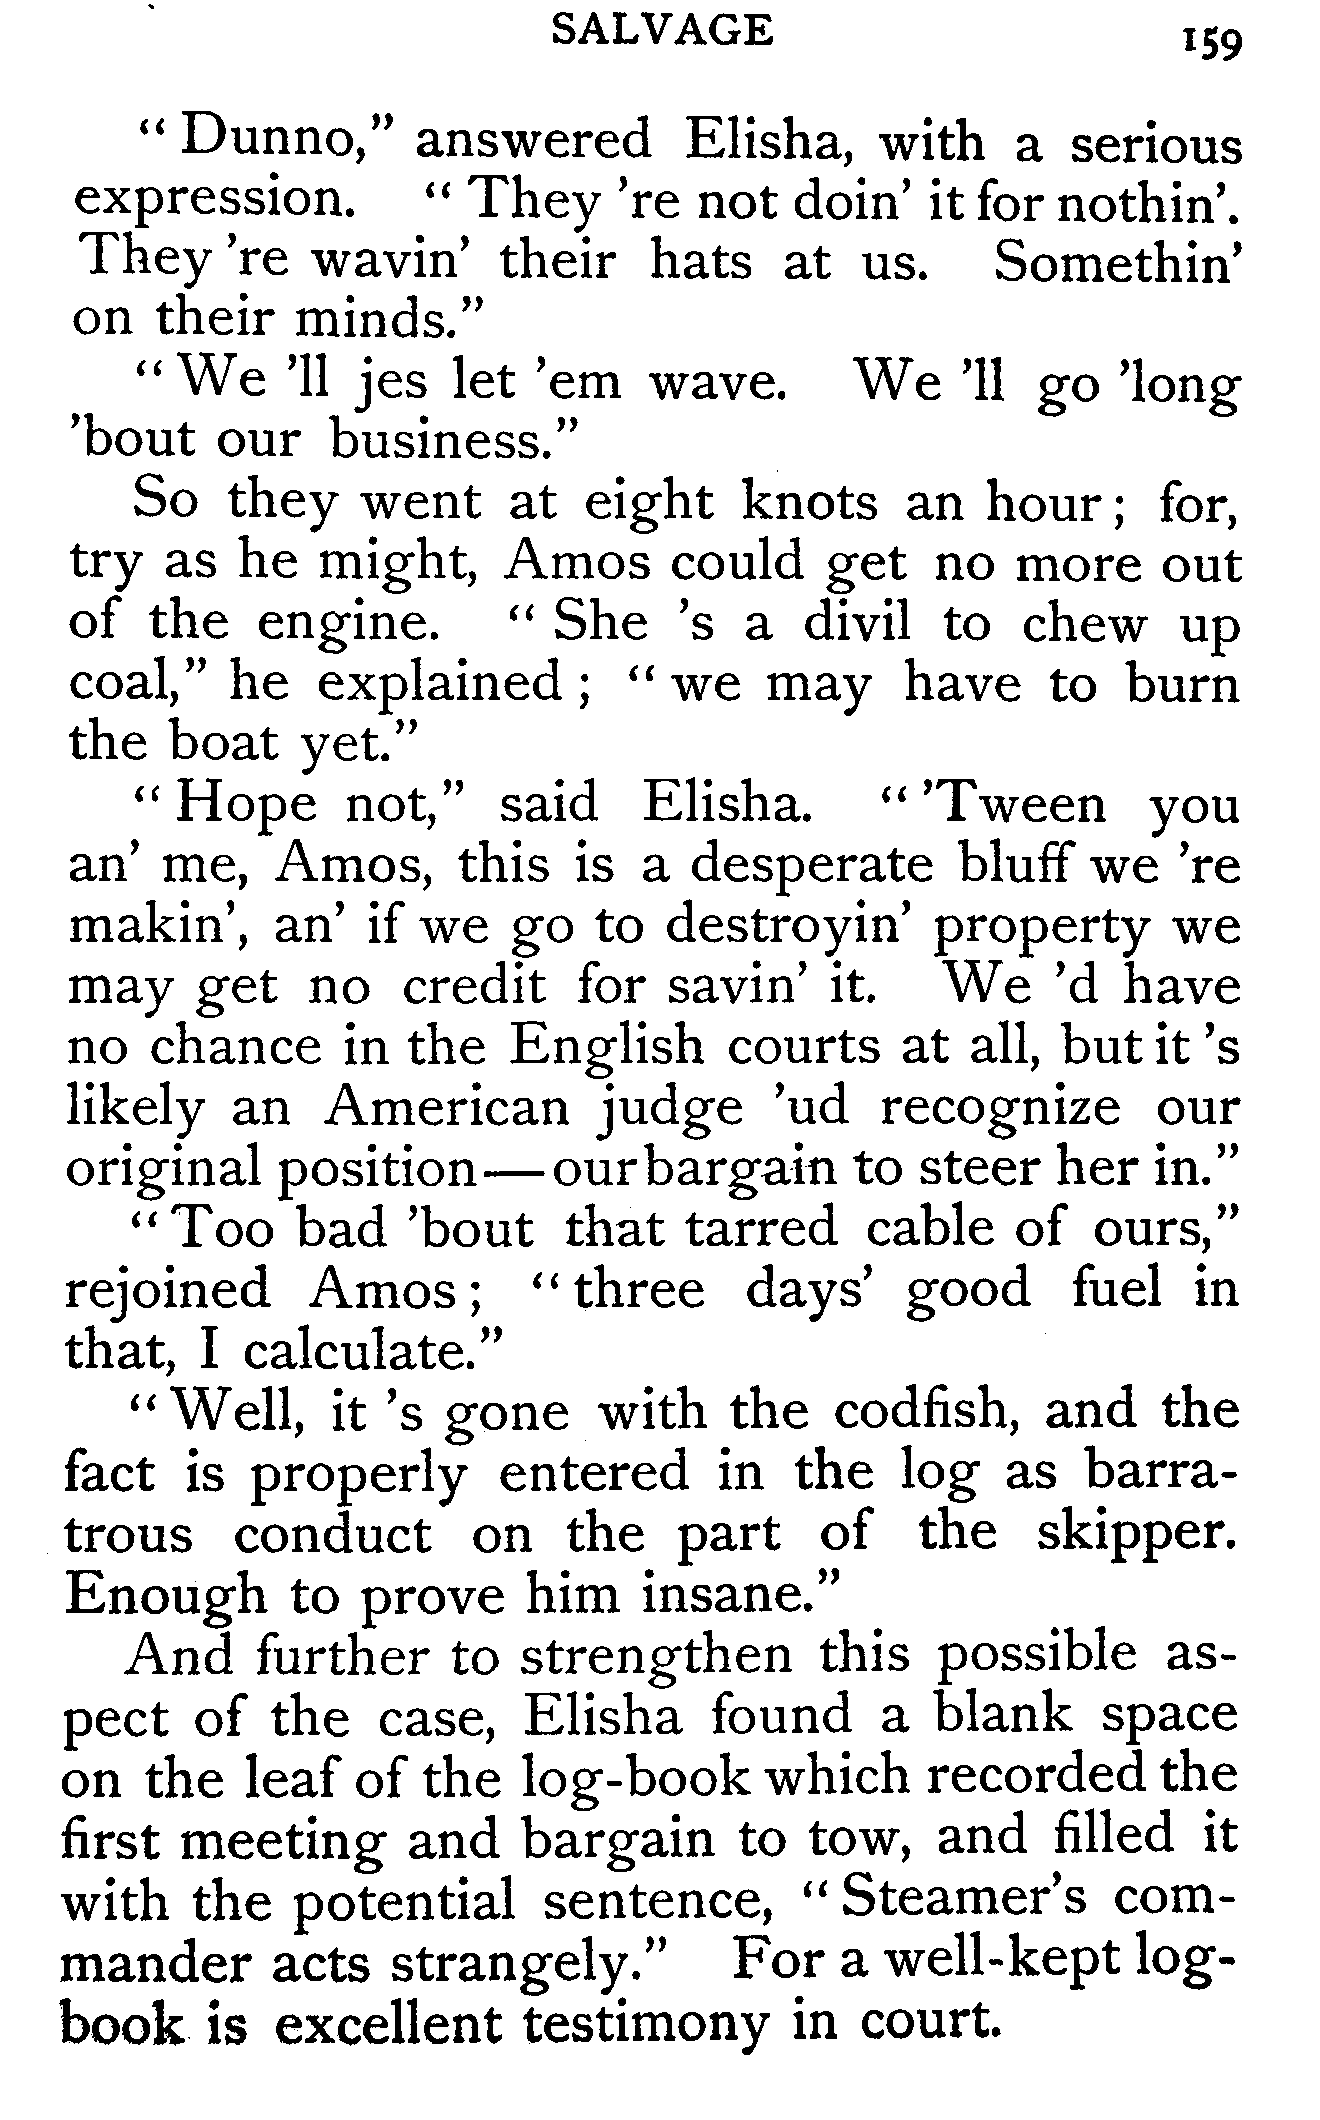 SALVAGE 159
" Dunno," answered Elisha, with a serious
expression. " They 're not doin' it for nothin'.
They 're wavin' their hats at us. Somethin'
on their minds."
" We 'll jes let 'em wave. We 'll go 'long
'bout our business."
So they went at eight knots an hour ; for,
try as he might, Amos could get no more out
of the engine. " She 's a divil to chew up
coal," he explained ; " we may have to burn
the boat yet."
" Hope not," said Elisha. " 'Tween you
an' me, Amos, this is a desperate bluff we 're
makin', an' if we go to destroyin' property we
may get no credit for savin' it. We 'd have
no chance in the English courts at all, but it 's
likely an American judge 'ud recognize our
original position—our bargain to steer her in."
" Too bad 'bout that tarred cable of ours,"
rejoined Amos ; " three days' good fuel in
that, I calculate."
" Well, it 's gone with the codfish, and the
fact is properly entered in the log as barra-
trous conduct on the part of the skipper.
Enough to prove him insane."
And further to strengthen this possible as-
pect of the case, Elisha found a blank space
on the leaf of the log-book which recorded the
first meeting and bargain to tow, and filled it
with the potential sentence, " Steamer's com-
mander acts strangely." For a well-kept log-
book is excellent testimony in court.